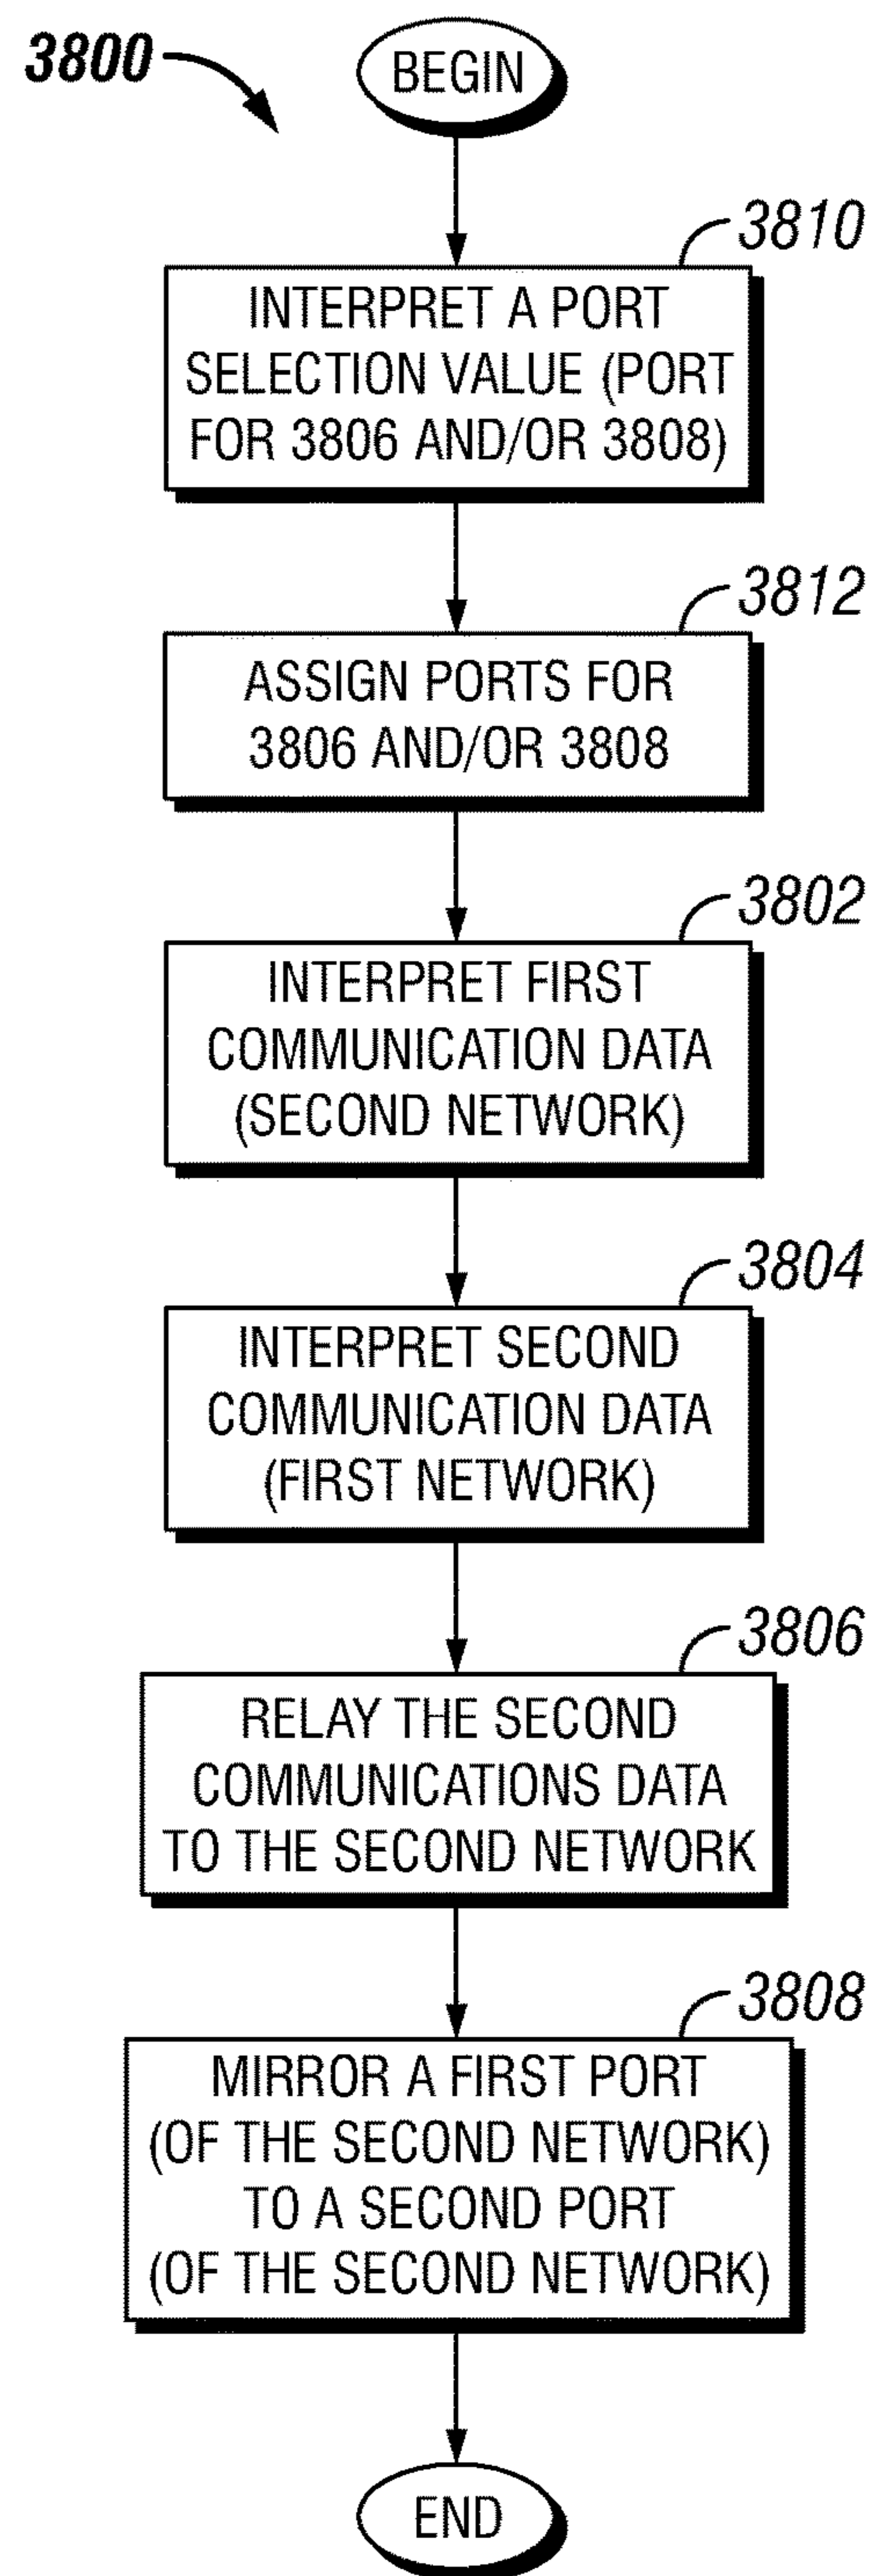 3800
BEGIN
3810
INTERPRET A PORT
SELECTION VALUE (PORT
FOR 3806 AND/OR 3808)
3812
ASSIGN PORTS FOR
3806 AND/OR 3808
3802
INTERPRET FIRST
COMMUNICATION DATA
(SECOND NETWORK)
3804
INTERPRET SECOND
COMMUNICATION DATA
(FIRST NETWORK)
3806
RELAY THE SECOND
COMMUNICATIONS DATA
TO THE SECOND NETWORK
3808
MIRROR A FIRST PORT
(OF THE SECOND NETWORK)
TO A SECOND PORT
(OF THE SECOND NETWORK)
END